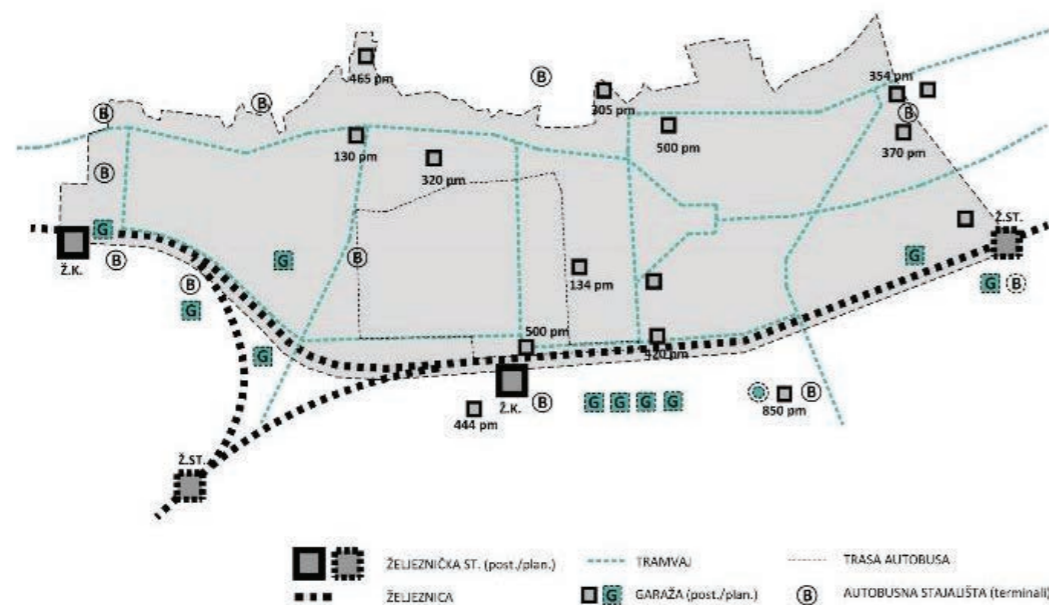 465 pm
B
B
B
305 pm
354 pm
B
130 pm
320 pm
500 pm
370 pm
B
G
Ž.K.
B
G
B
134 pm
Ž.ST.
G
G
B
B
G
500 pm
G
520 pm
Ž.K.
B
G G G G
B
850 pm
444 pm
Ž.ST.
ŽELJEZNIČKA ST. (post./plan.)
TRAMVAJ
TRASA AUTOBUSA
ŽELJEZNICA
G GARAŽA (post./plan.)
B AUTOBUSNA STAJALIŠTA (terminali)